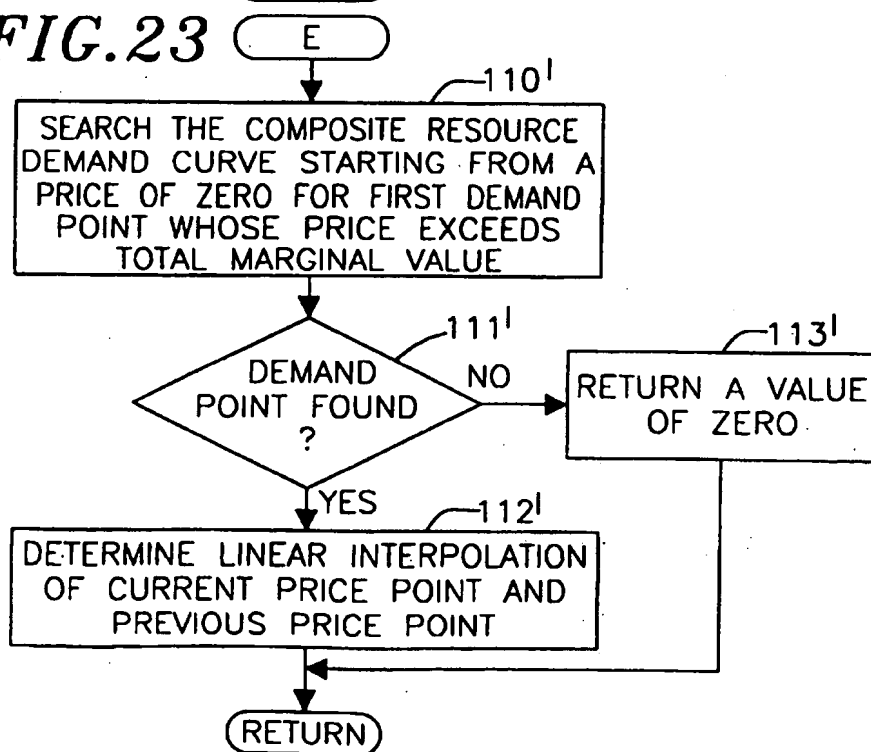 FIG.23
E
110'
SEARCH THE COMPOSITE RESOURCE
DEMAND CURVE STARTING FROM A
PRICE OF ZERO FOR FIRST DEMAND
POINT WHOSE PRICE EXCEEDS
TOTAL MARGINAL VALUE
111'
DEMAND
POINT FOUND
?
NO
113'
RETURN A VALUE
OF ZERO
YES
112'
DETERMINE LINEAR INTERPOLATION
OF CURRENT PRICE POINT AND
PREVIOUS PRICE POINT
RETURN